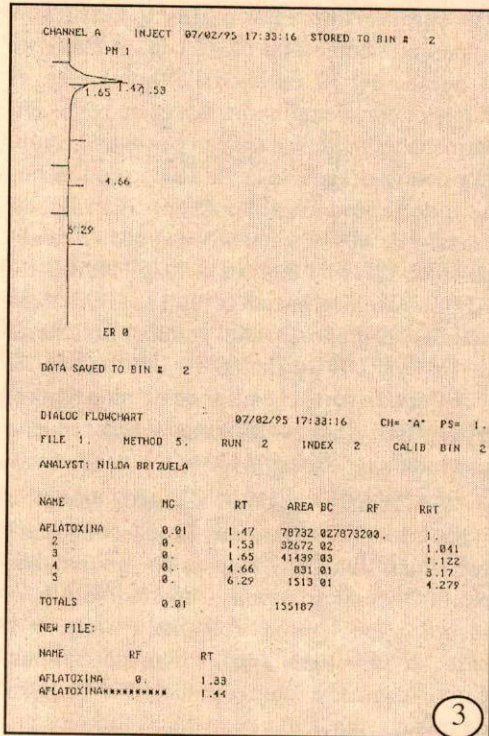 CHANNEL A INJECT 07/02/95 17:33:16 STORED TO BIN # 2
PM 1
1.65 1.47 1.53
4.66
6.29
ER 0
DATA SAVED TO BIN # 2
DIALOG FLOWCHART 07/02/95 17:33:16 CH= "A" PS= 1.
FILE 1. METHOD 5. RUN 2 INDEX 2 CALIB BIN 2
ANALYST: NILDA BRIZUELA
NAME MC RT AREA BC RF RRT
AFLATOXINA 0.01 1.47 78732 02 7873200. 1.
2 0. 1.53 32672 02 1.041
3 0. 1.65 41439 03 1.122
4 0. 4.66 831 01 3.17
5 0. 6.29 1513 01 4.279
TOTALS 0.01 155187
NEW FILE:
NAME RF RT
AFLATOXINA 0. 1.33
AFLATOXINA********** 1.44
3